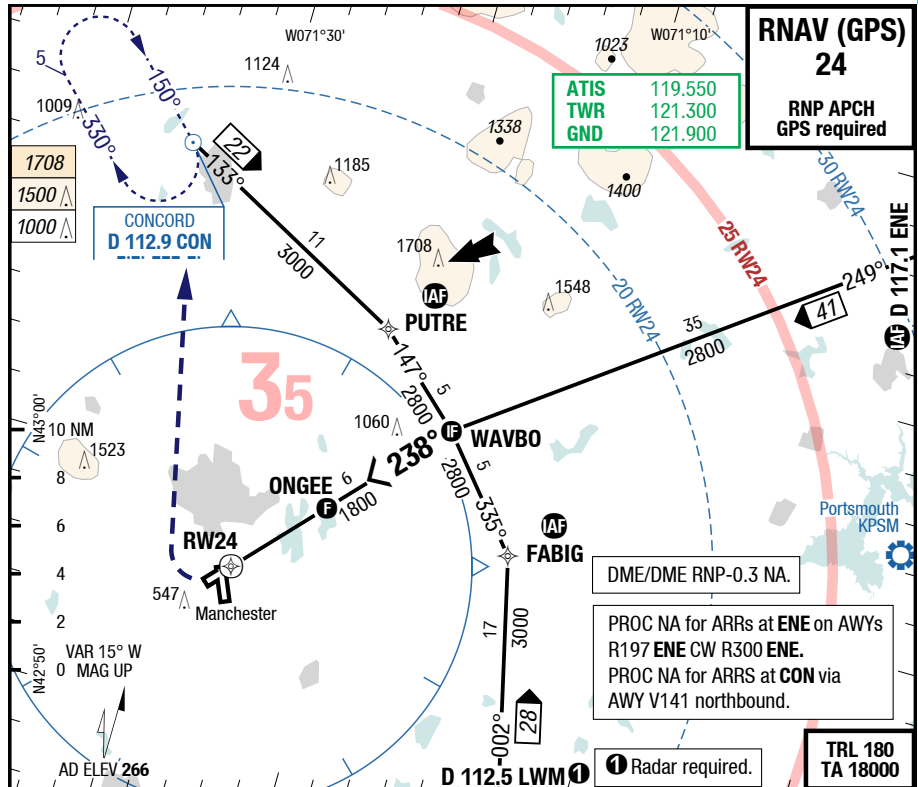 RNAV (GPS)
24
RNP APCH
GPS required
ATIS 119.550
TWR 121.300
GND 121.900
W071°30'
W071°10'
1023
1124
5
150°
330°
1009
1338
1400
30 RW24
1708
1500
1000
22
133°
1185
CONCORD
D 112.9 CON
11
3000
1708
25 RW24
249°
IAF D 117.1 ENE
41
IAF
PUTRE
1548
20 RW24
35
2800
35
147°
5
2800
N43°00'
10 NM
1060
IF WAVBO
238°
1523
8
ONGEE
F
6
1800
5
2800
335°
6
RW24
IAF
FABIG
Portsmouth
KPSM
4
547
Manchester
DME/DME RNP-0.3 NA.
2
17
3000
PROC NA for ARRs at ENE on AWYs
R197 ENE CW R300 ENE.
PROC NA for ARRS at CON via
AWY V141 northbound.
VAR 15° W
MAG UP
0
N42°50'
28
002°
AD ELEV 266
D 112.5 LWM 1
1 Radar required.
TRL 180
TA 18000